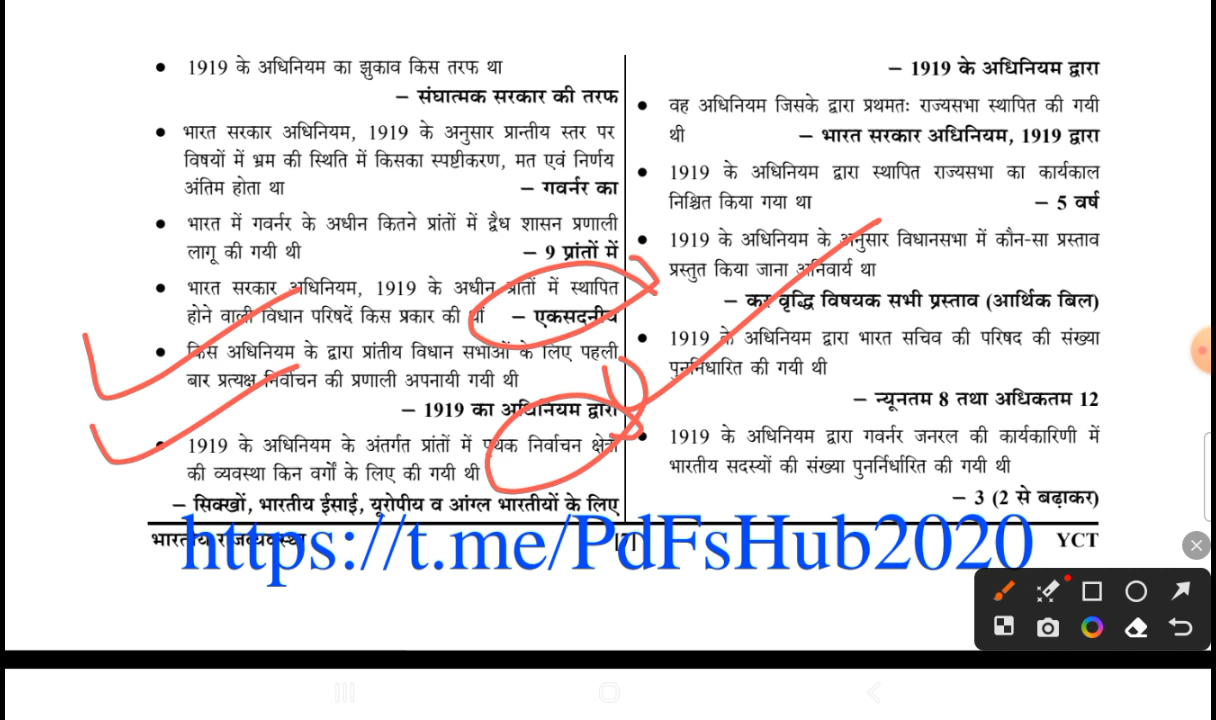 • 1919 के अधिनियम का झुकाव किस तरफ था
– संघात्मक सरकार की तरफ
• भारत सरकार अधिनियम, 1919 के अनुसार प्रान्तीय स्तर पर
विषयों में भ्रम की स्थिति में किसका स्पष्टीकरण, मत एवं निर्णय
अंतिम होता था – गवर्नर का
• भारत में गवर्नर के अधीन कितने प्रांतों में द्वैध शासन प्रणाली
लागू की गयी थी – 9 प्रांतों में
• भारत सरकार अधिनियम, 1919 के अधीन प्रांतों में स्थापित
होने वाली विधान परिषदें किस प्रकार की थीं – एकसदनीय
• किस अधिनियम के द्वारा प्रांतीय विधान सभाओं के लिए पहली
बार प्रत्यक्ष निर्वाचन की प्रणाली अपनायी गयी थी
– 1919 का अधिनियम द्वारा
• 1919 के अधिनियम के अंतर्गत प्रांतों में पृथक निर्वाचन क्षेत्रों
की व्यवस्था किन वर्गों के लिए की गयी थी
– सिक्खों, भारतीय ईसाई, यूरोपीय व आंग्ल भारतीयों के लिए
– 1919 के अधिनियम द्वारा
• वह अधिनियम जिसके द्वारा प्रथमतः राज्यसभा स्थापित की गयी
थी – भारत सरकार अधिनियम, 1919 द्वारा
• 1919 के अधिनियम द्वारा स्थापित राज्यसभा का कार्यकाल
निश्चित किया गया था – 5 वर्ष
• 1919 के अधिनियम के अनुसार विधानसभा में कौन-सा प्रस्ताव
प्रस्तुत किया जाना अनिवार्य था
– कर वृद्धि विषयक सभी प्रस्ताव (आर्थिक बिल)
• 1919 के अधिनियम द्वारा भारत सचिव की परिषद की संख्या
पुनर्निधारित की गयी थी
– न्यूनतम 8 तथा अधिकतम 12
• 1919 के अधिनियम द्वारा गवर्नर जनरल की कार्यकारिणी में
भारतीय सदस्यों की संख्या पुनर्निर्धारित की गयी थी
– 3 (2 से बढ़ाकर)
भारतीय राजव्यवस्था YCT
https://t.me/PdFsHub2020